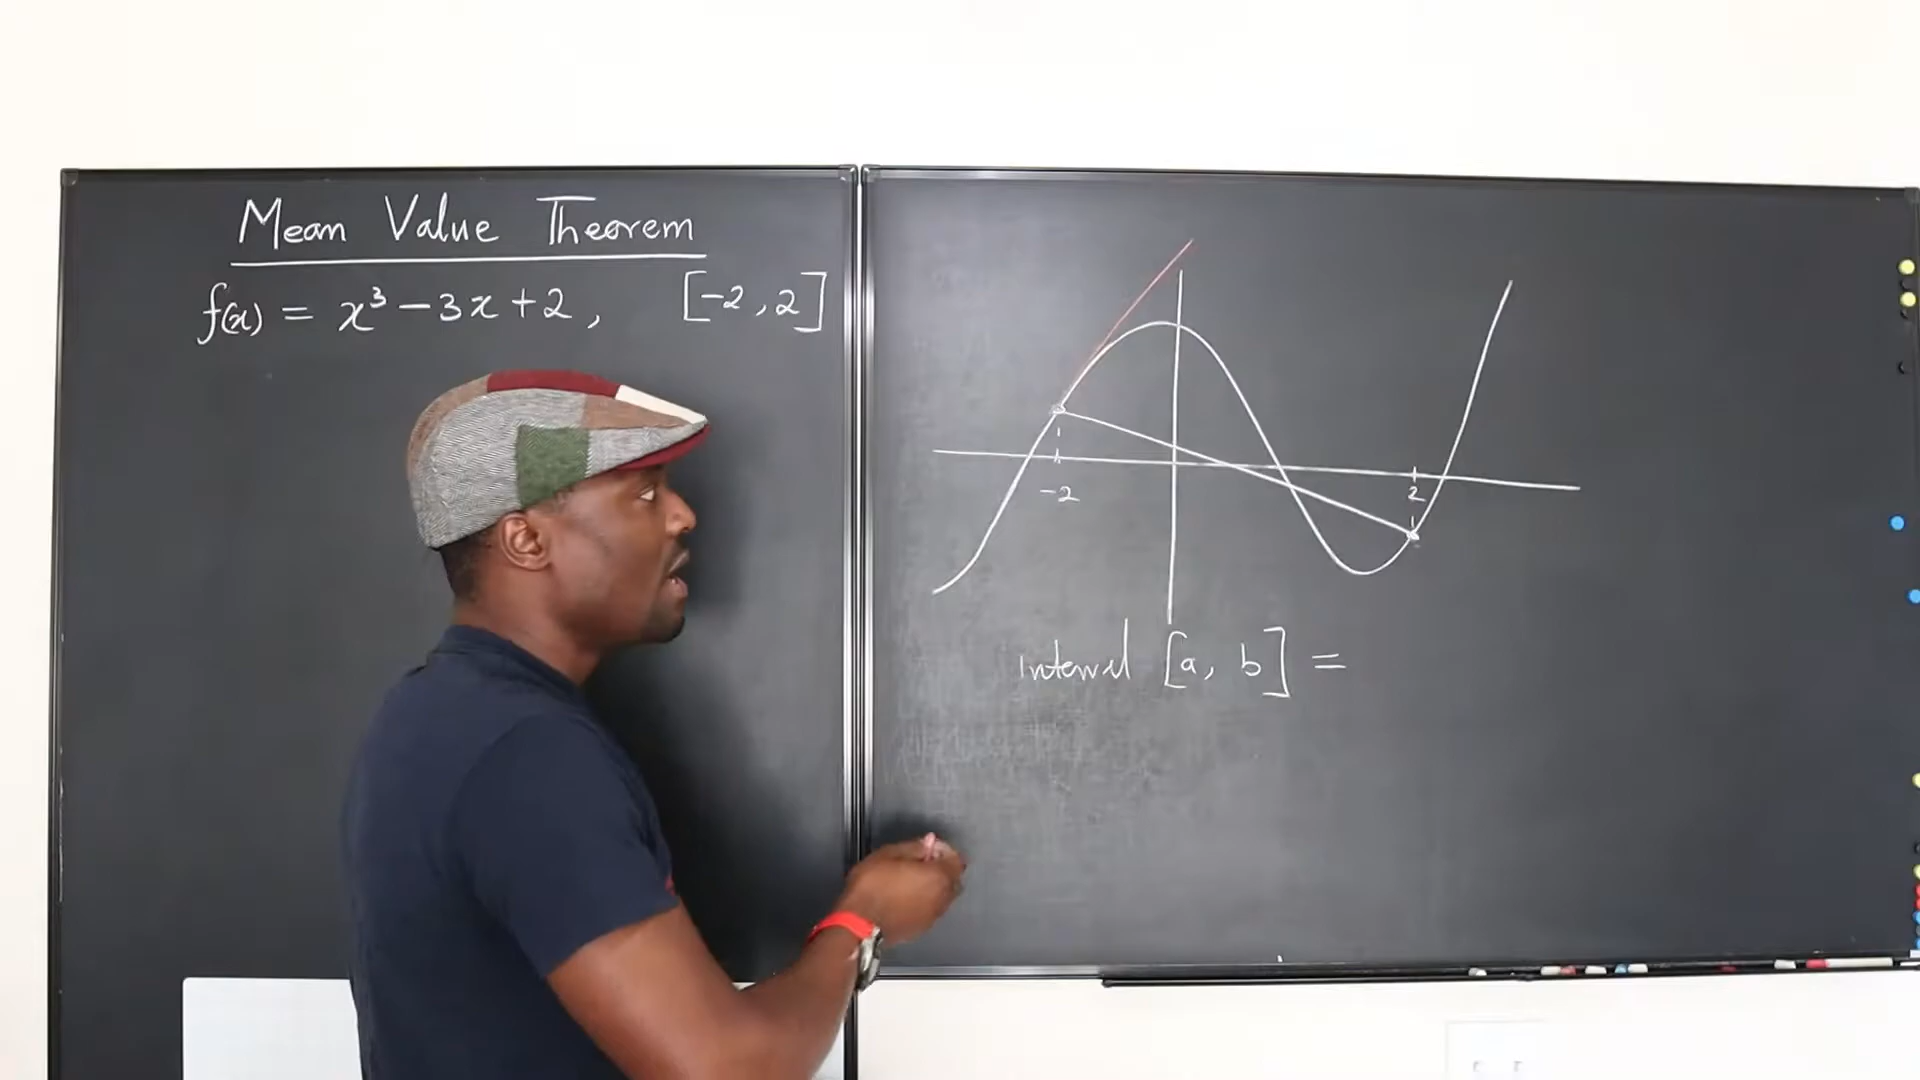 Mean Value Theorem
f(x) = x³ - 3x + 2, [-2, 2]
-2
2
interval [a, b] =